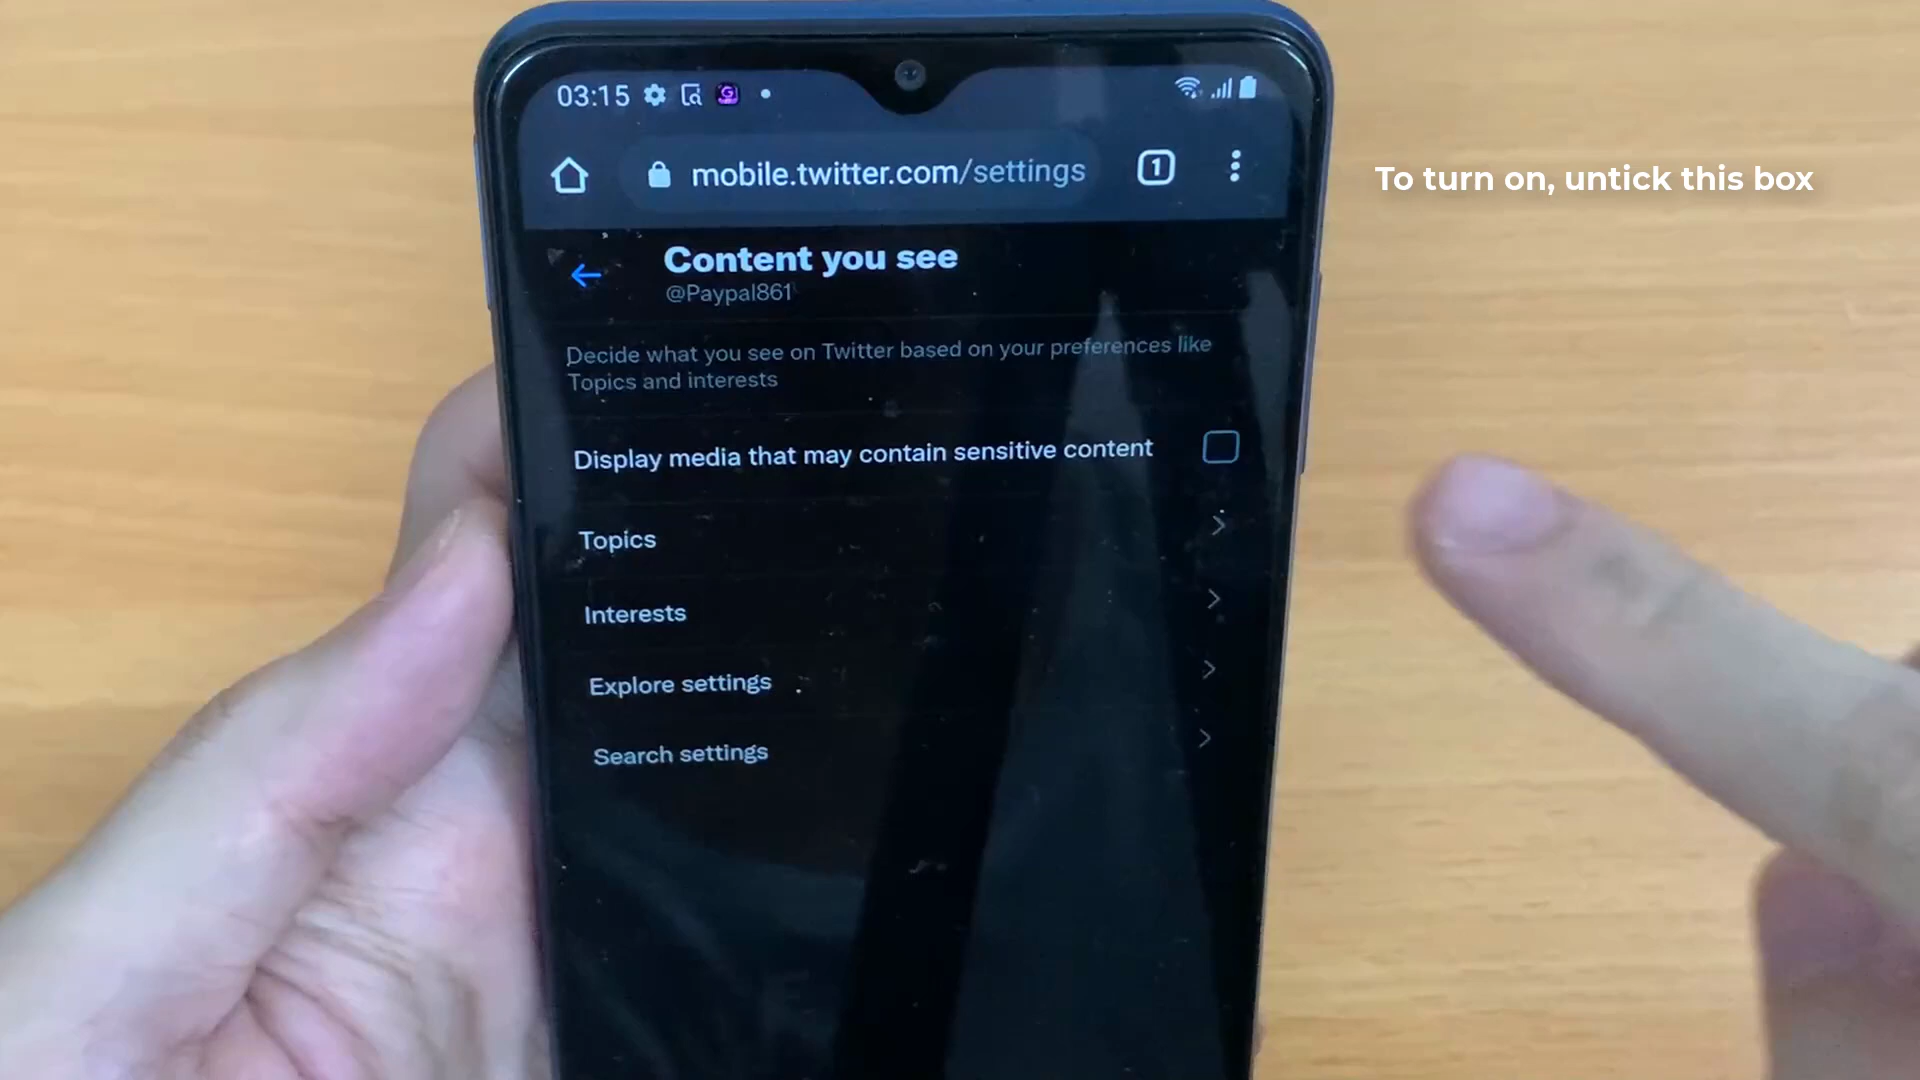 03:15
mobile.twitter.com/settings
1
To turn on, untick this box
Content you see
@Paypal861
Decide what you see on Twitter based on your preferences like
Topics and interests
Display media that may contain sensitive content
Topics
Interests
Explore settings
Search settings